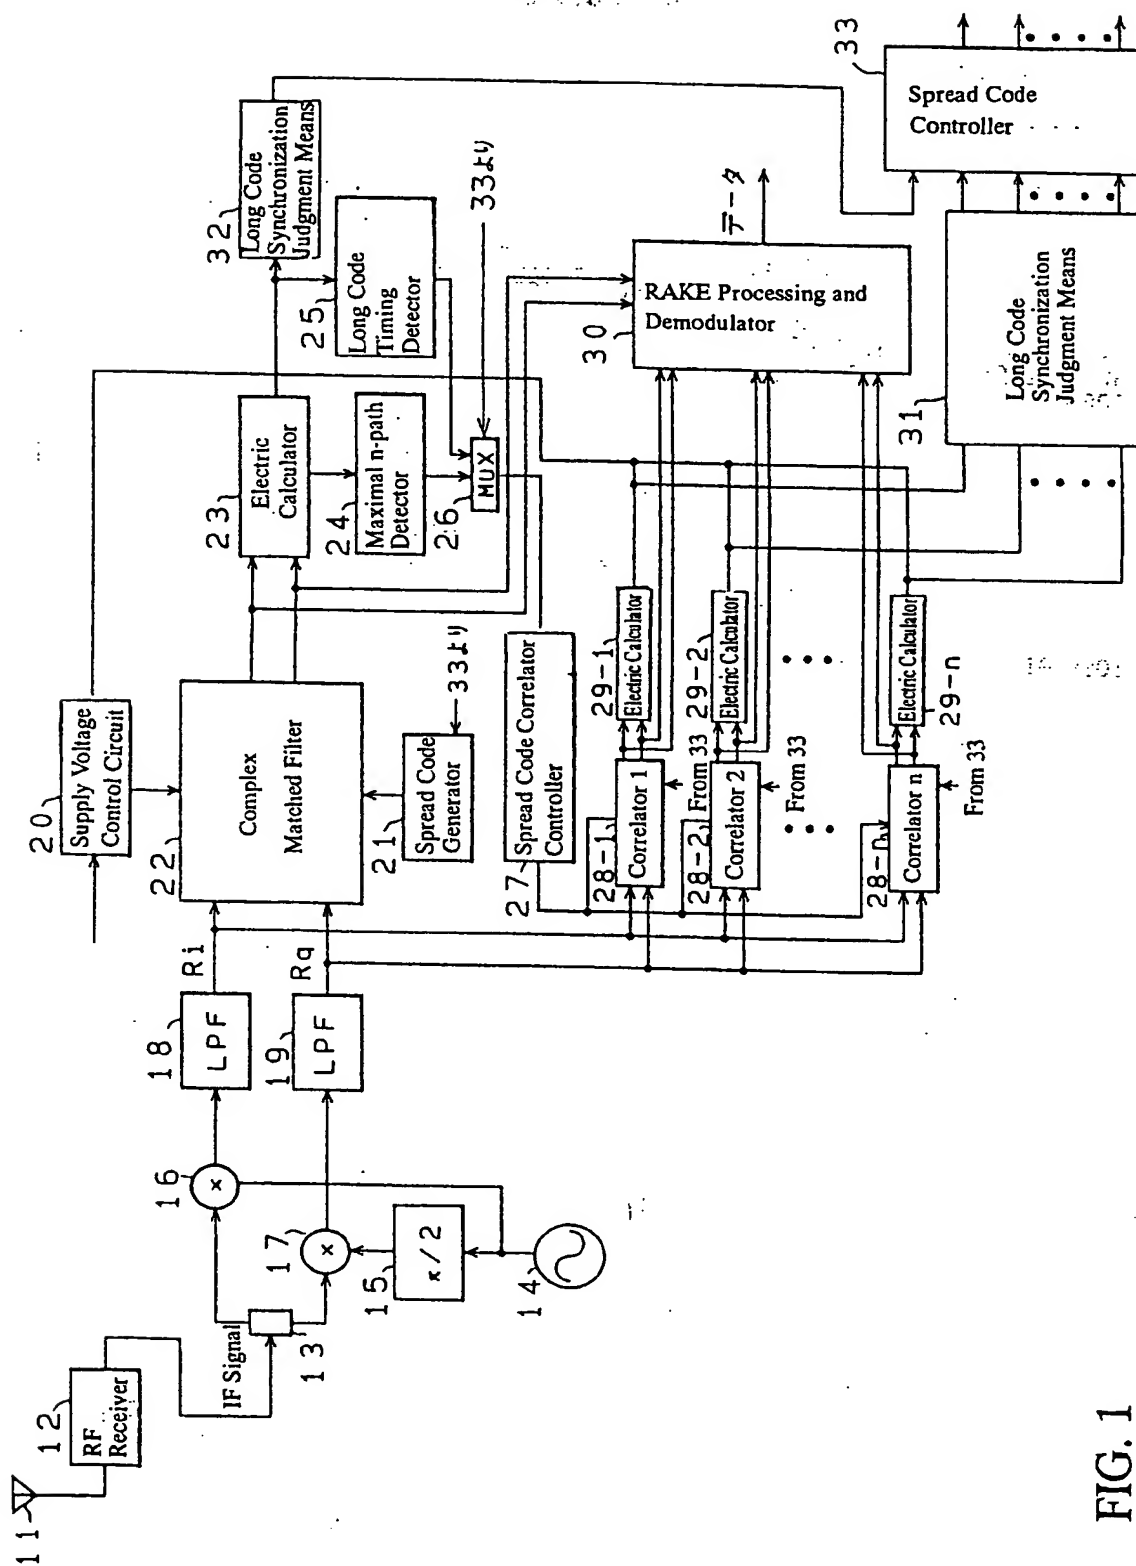 11
12
RF
Receiver
IF Signal
13
14
15
π/2
16
×
17
×
18
LPF
19
LPF
Ri
Rq
20
Supply Voltage
Control Circuit
22
Complex
Matched Filter
21
Spread Code
Generator
33より
23
Electric
Calculator
24
Maximal n-path
Detector
25
Long Code
Timing
Detector
26
MUX
33より
32
Long Code
Synchronization
Judgment Means
27
Spread Code Correlator
Controller
28-1
Correlator 1
From 33
29-1
Electric Calculator
28-2
Correlator 2
From 33
29-2
Electric Calculator
28-n
Correlator n
From 33
29-n
Electric Calculator
30
RAKE Processing and
Demodulator
データ
31
Long Code
Synchronization
Judgment Means
33
Spread Code
Controller
FIG. 1